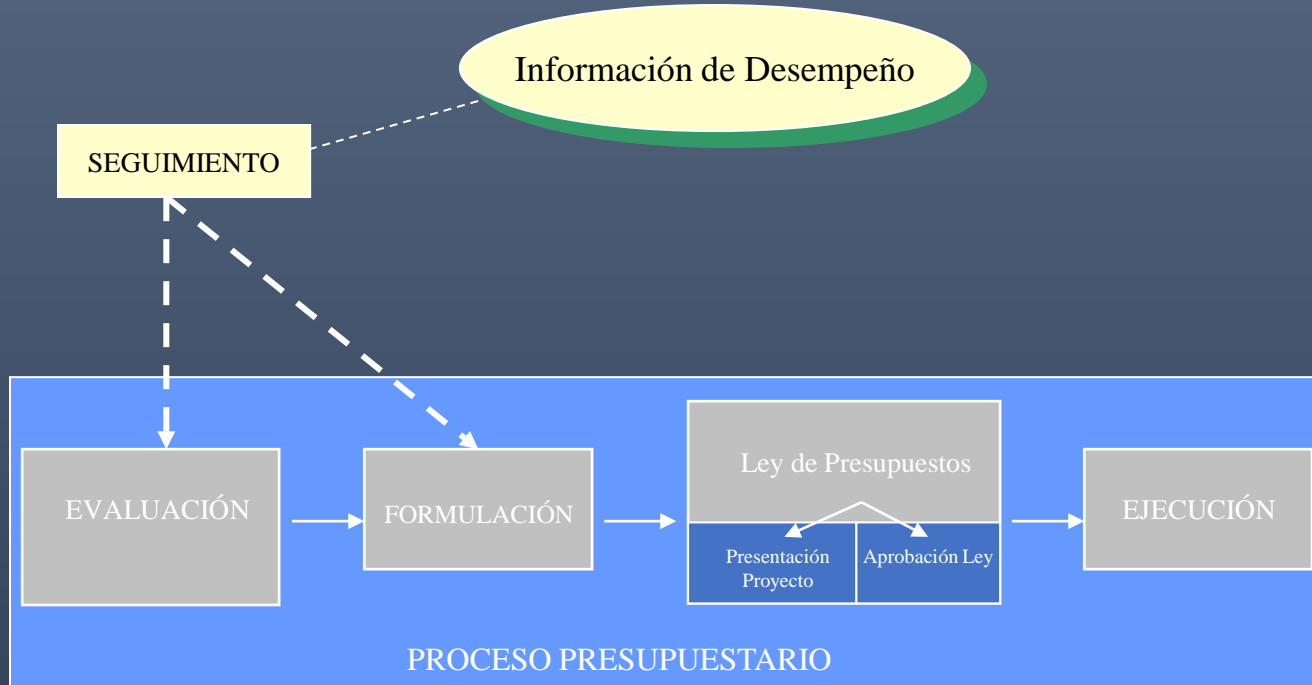 Información de Desempeño
SEGUIMIENTO
EVALUACIÓN
FORMULACIÓN
Ley de Presupuestos
Presentación
Proyecto
Aprobación Ley
EJECUCIÓN
PROCESO PRESUPUESTARIO